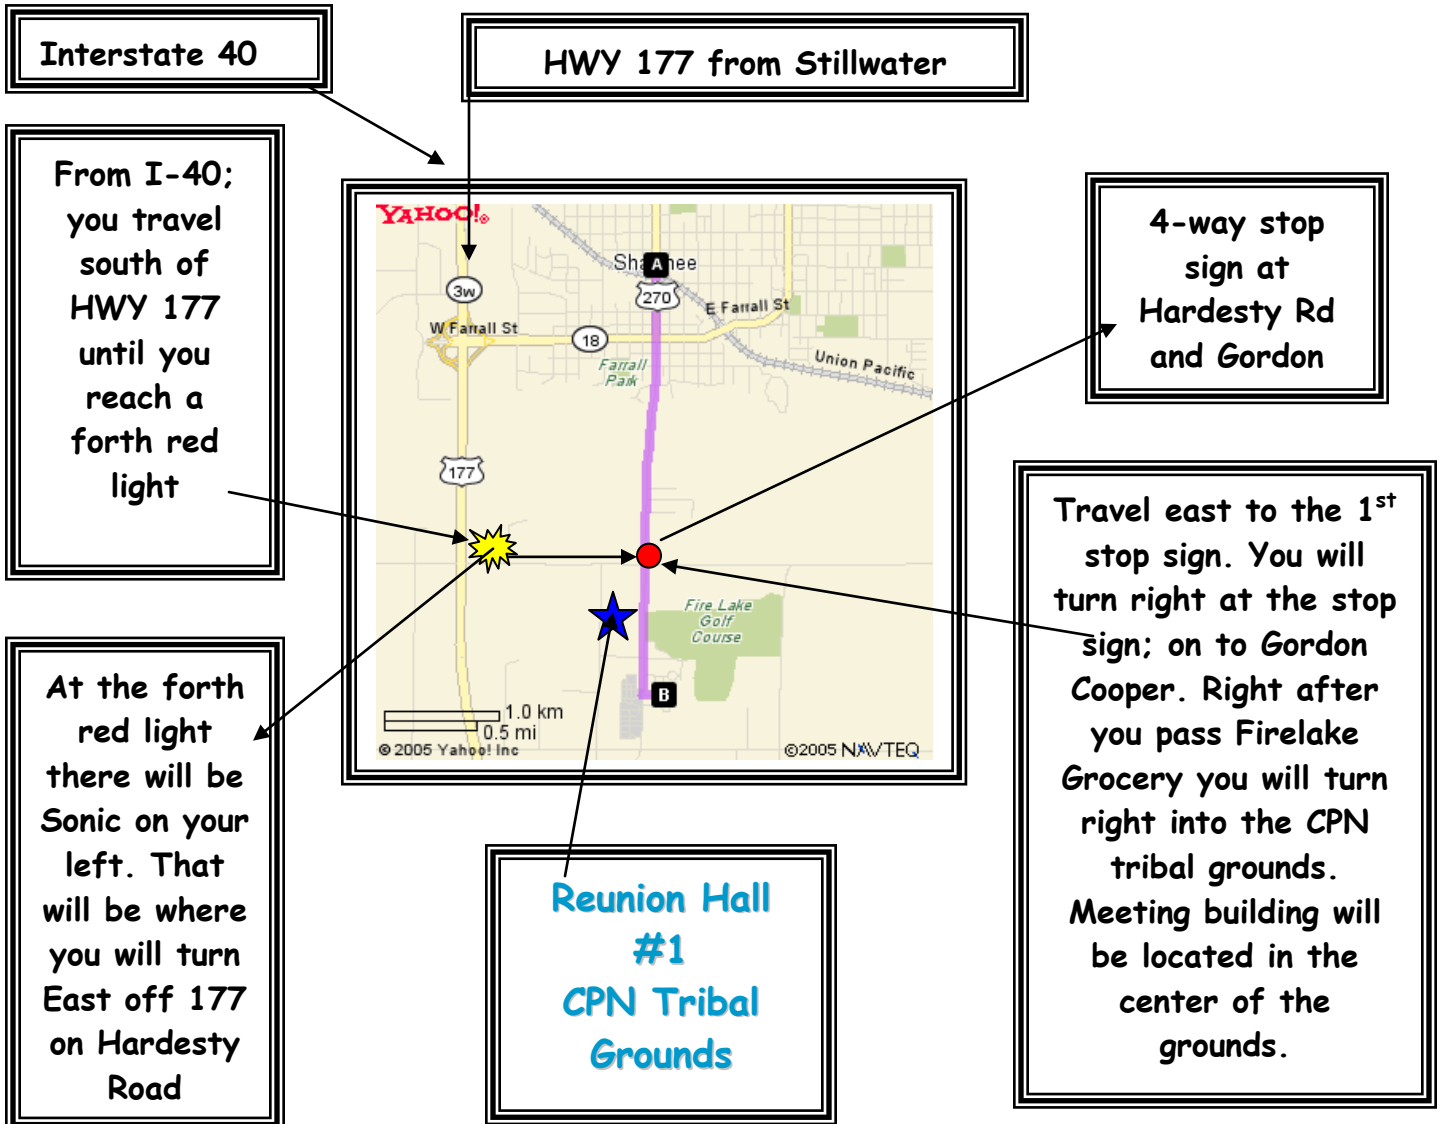 Interstate 40
HWY 177 from Stillwater
From I-40;
you travel
south of
HWY 177
until you
reach a
forth red
light
4-way stop
sign at
Hardesty Rd
and Gordon
YAHOO!®
A
Shawnee
3w
270
E Farrall St
W Farrall St
18
Farrall
Park
Union Pacific
177
Fire Lake
Golf
Course
B
1.0 km
0.5 mi
© 2005 Yahoo! Inc
©2005 NAVTEQ
At the forth
red light
there will be
Sonic on your
left. That
will be where
you will turn
East off 177
on Hardesty
Road
Reunion Hall
#1
CPN Tribal
Grounds
Travel east to the 1st
stop sign. You will
turn right at the stop
sign; on to Gordon
Cooper. Right after
you pass Firelake
Grocery you will turn
right into the CPN
tribal grounds.
Meeting building will
be located in the
center of the
grounds.